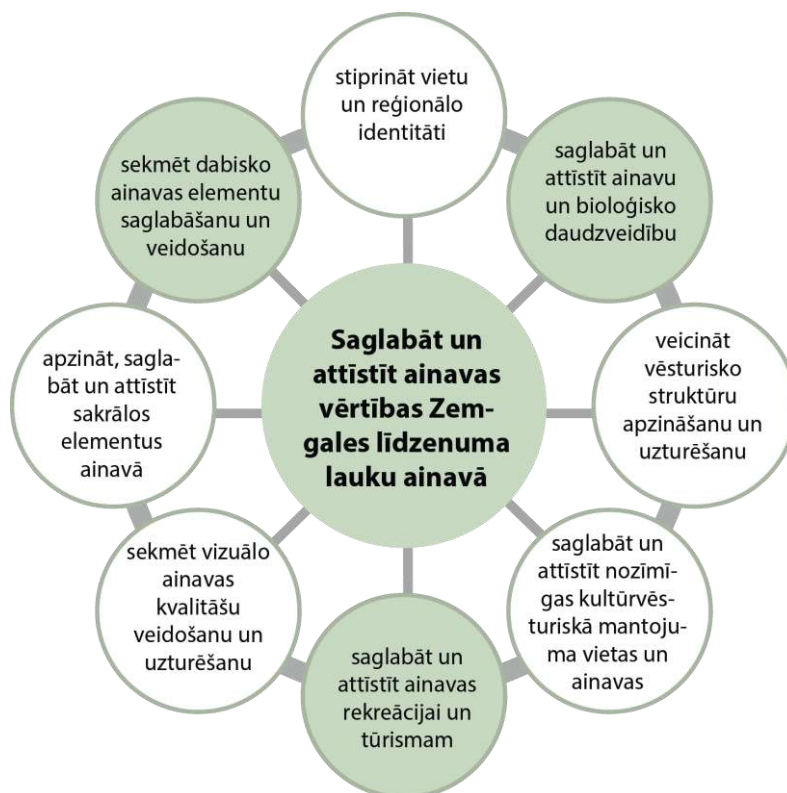 stiprināt vietu
un reģionālo
identitāti
saglabāt un
attīstīt ainavu
un bioloģisko
daudzveidību
veicināt
vēsturisko
struktūru
apzināšanu un
uzturēšanu
saglabāt un
attīstīt nozīmī-
gas kultūrvēs-
turiskā mantoju-
ma vietas un
ainavas
saglabāt un
attīstīt ainavas
rekreācijai un
tūrismam
sekmēt vizuālo
ainavas
kvalitāšu
veidošanu un
uzturēšanu
apzināt, sagla-
bāt un attīstīt
sakrālos
elementus
ainavā
sekmēt dabisko
ainavas elementu
saglabāšanu un
veidošanu
Saglabāt un
attīstīt ainavas
vērtības Zem-
gales līdzenuma
lauku ainavā